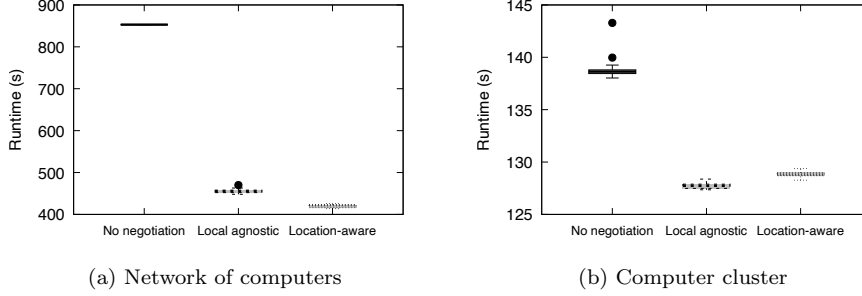 900
800
700
600
500
400
Runtime (s)
No negotiation Local agnostic Location-aware
(a) Network of computers
145
140
135
130
125
Runtime (s)
No negotiation Local agnostic Location-aware
(b) Computer cluster